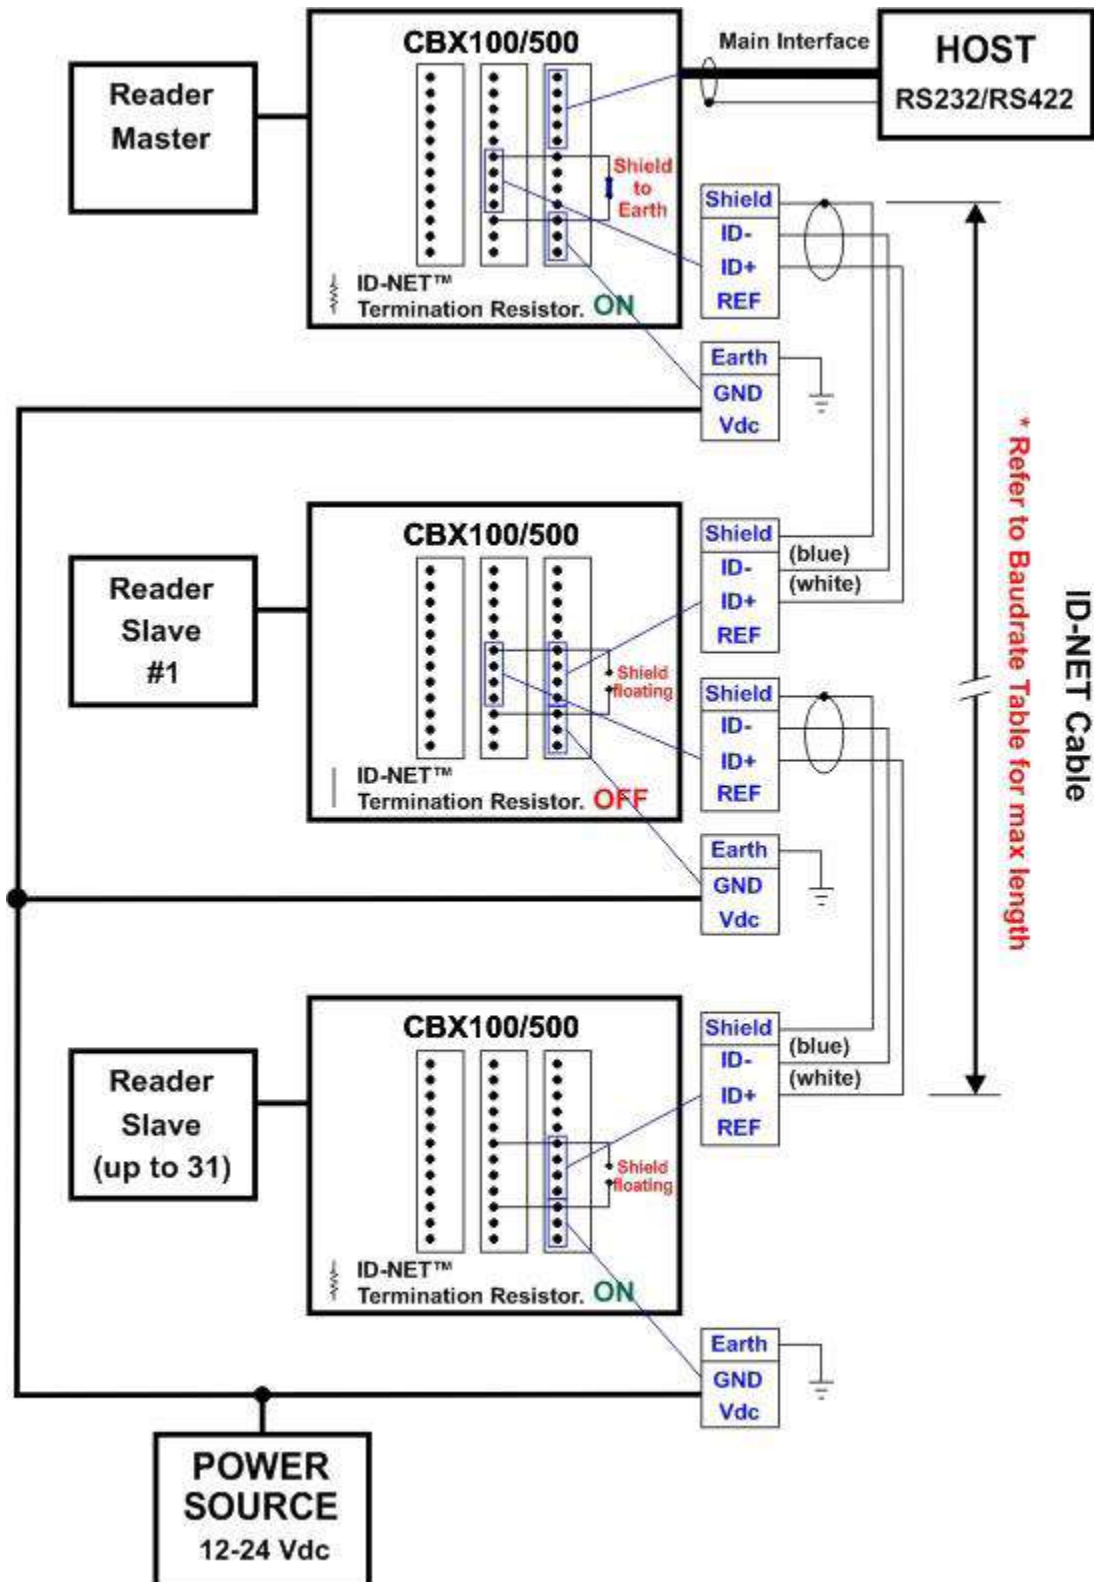 CBX100/500
Main Interface
HOST
RS232/RS422
Reader
Master
Shield
to
Earth
ID-NET™
Termination Resistor. ON
Shield
ID-
ID+
REF
Earth
GND
Vdc
CBX100/500
Reader
Slave
#1
Shield
floating
ID-NET™
Termination Resistor. OFF
Shield
ID-
ID+
REF
(blue)
(white)
Shield
ID-
ID+
REF
Earth
GND
Vdc
CBX100/500
Reader
Slave
(up to 31)
Shield
floating
ID-NET™
Termination Resistor. ON
Shield
ID-
ID+
REF
(blue)
(white)
Earth
GND
Vdc
ID-NET Cable
* Refer to Baudrate Table for max length
POWER
SOURCE
12-24 Vdc